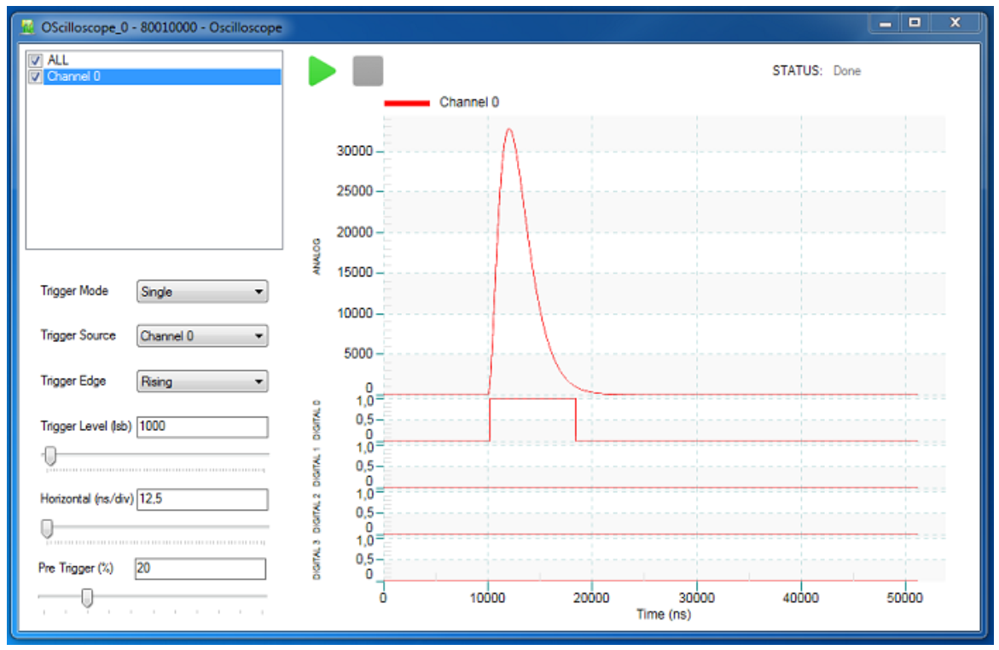 OScilloscope_0 - 80010000 - Oscilloscope
ALL
Channel 0
STATUS: Done
Channel 0
Trigger Mode Single
Trigger Source Channel 0
Trigger Edge Rising
Trigger Level (lsb) 1000
Horizontal (ns/div) 12,5
Pre Trigger (%) 20
ANALOG
30000
25000
20000
15000
10000
5000
0
DIGITAL 0
1,0
0,5
0
DIGITAL 1
1,0
0,5
0
DIGITAL 2
1,0
0,5
0
DIGITAL 3
1,0
0,5
0
0 10000 20000 30000 40000 50000
Time (ns)